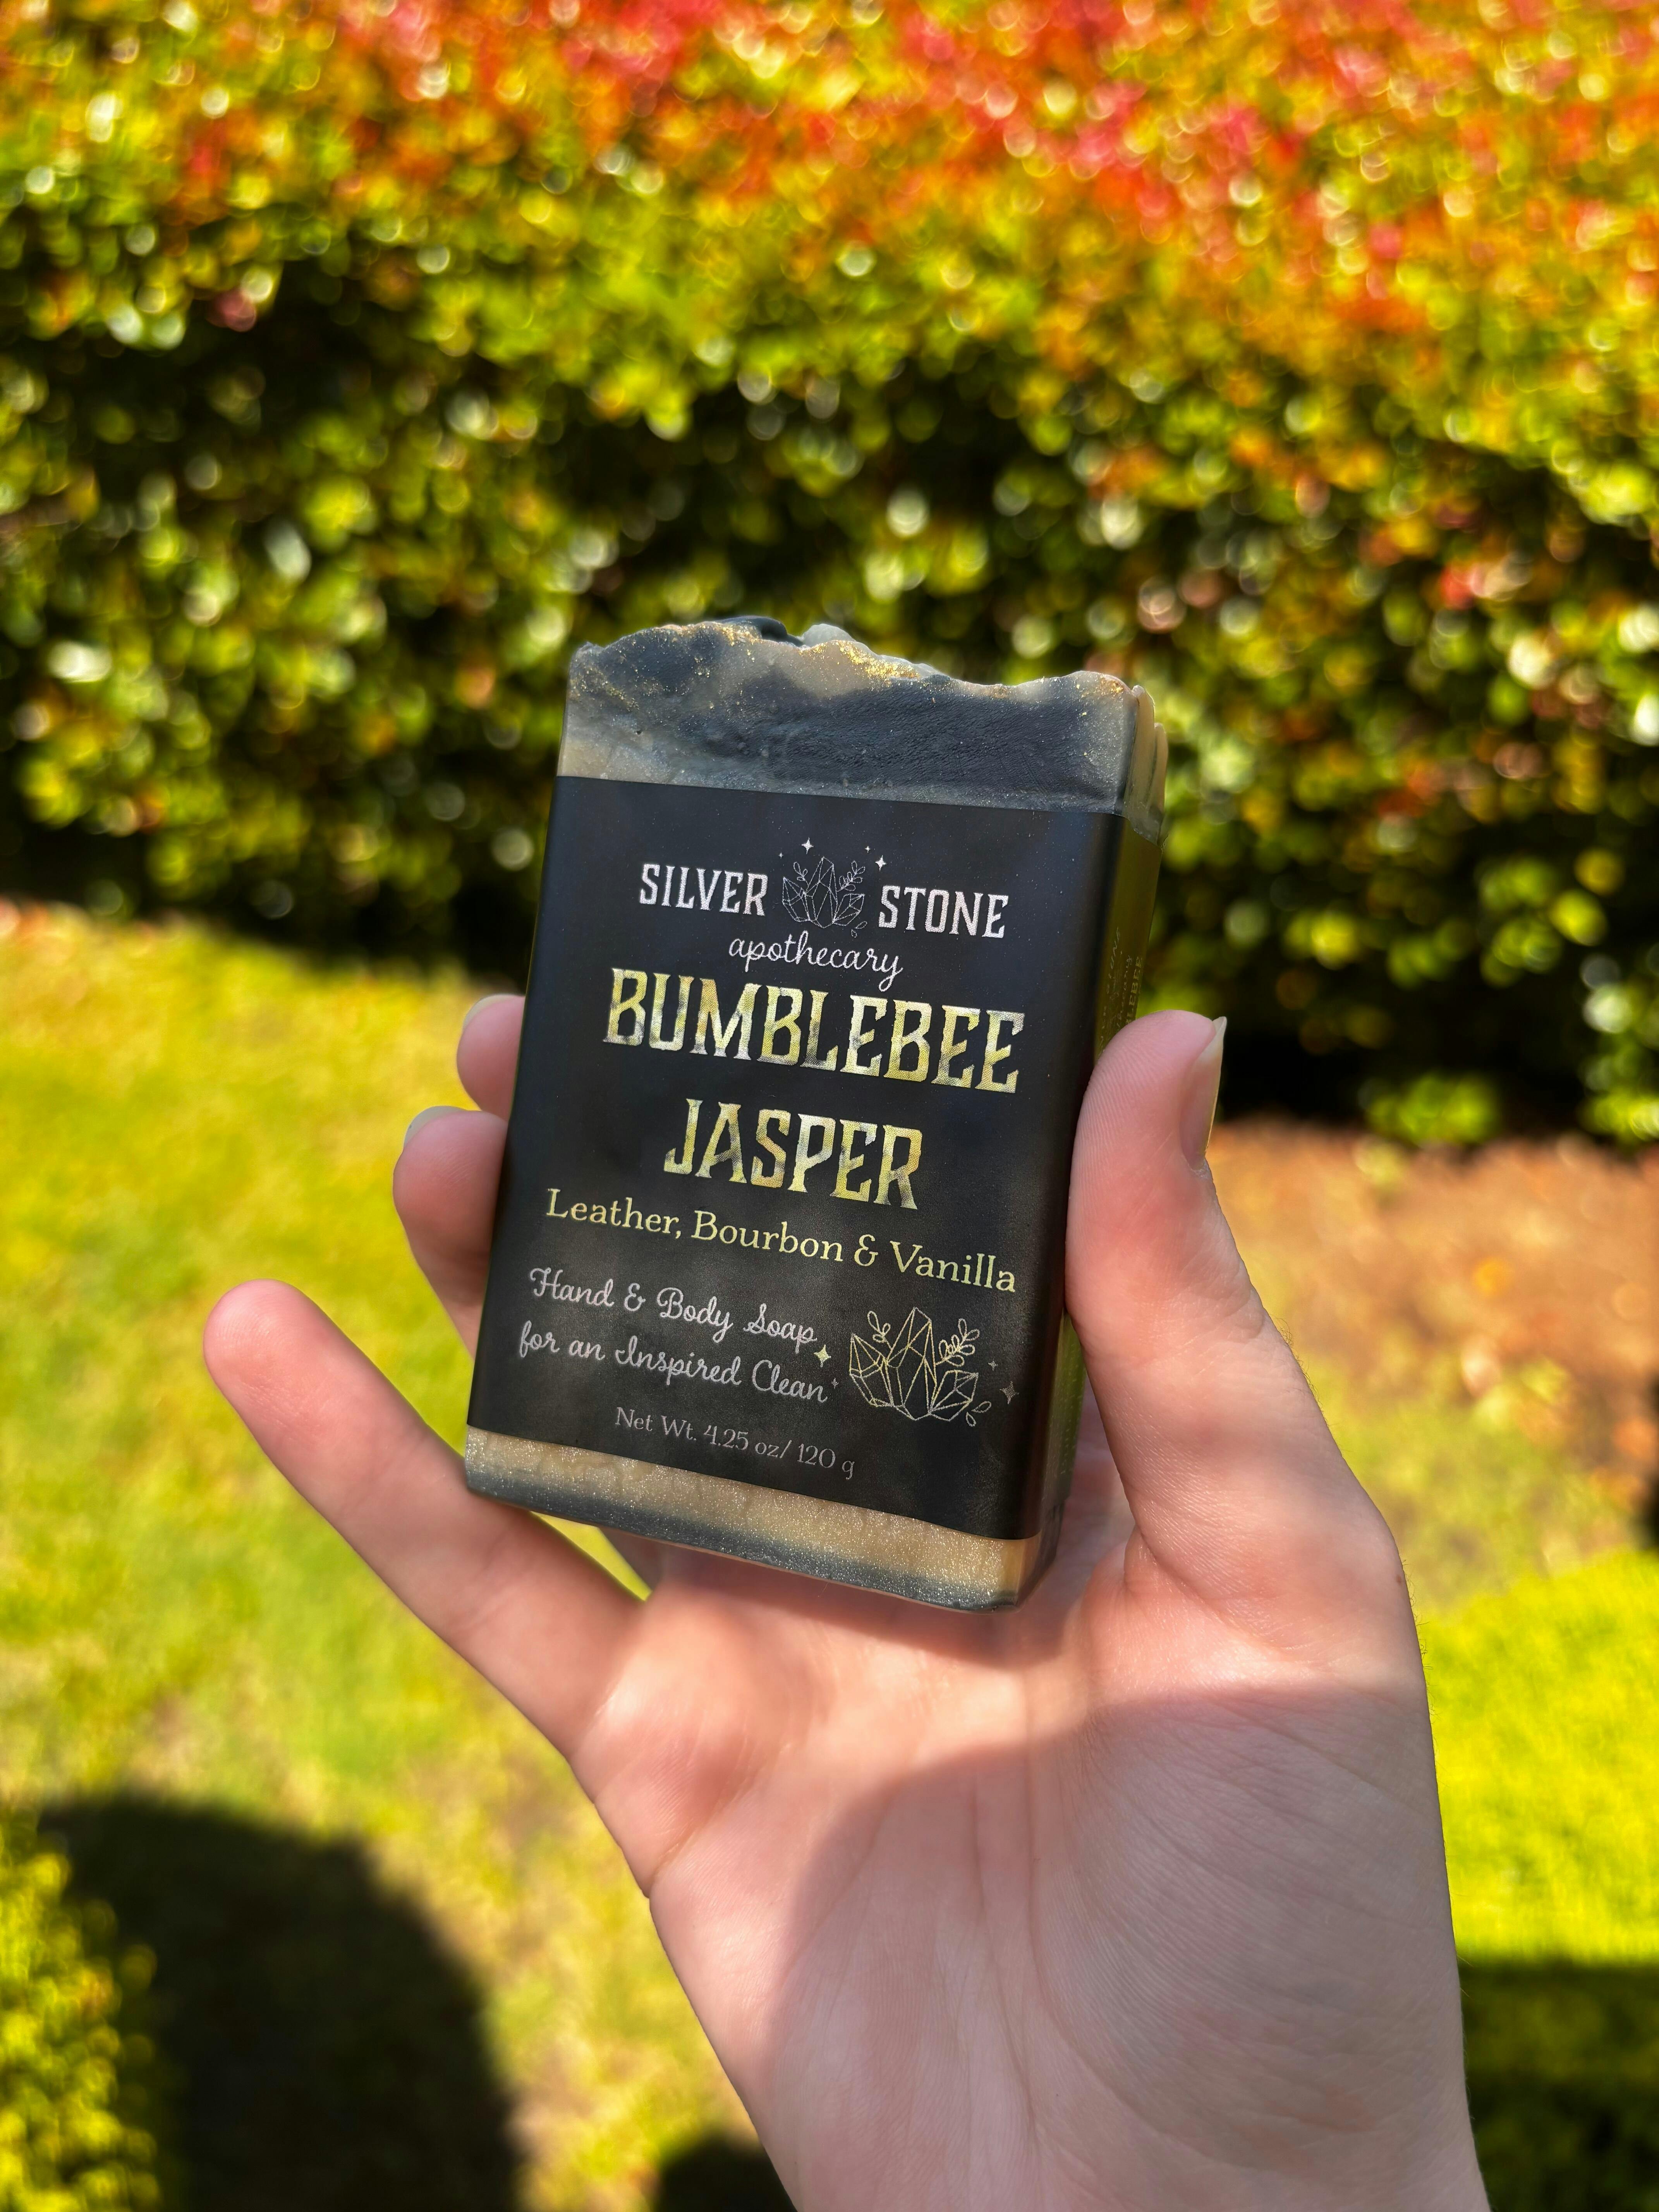 SILVER STONE
apothecary
BUMBLEBEE
JASPER
Leather, Bourbon & Vanilla
Hand & Body Soap
for an Inspired Clean
Net Wt. 4.25 oz/ 120 g